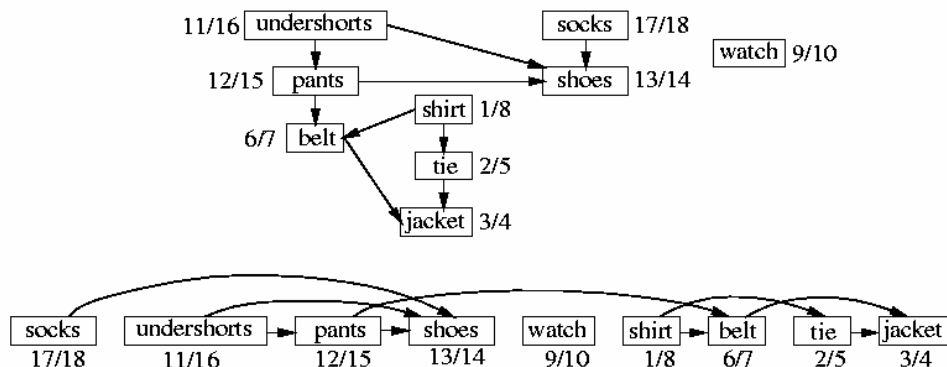 11/16 undershorts socks 17/18
watch 9/10
12/15 pants shoes 13/14
shirt 1/8
6/7 belt
tie 2/5
jacket 3/4
socks undershorts pants shoes watch shirt belt tie jacket
17/18 11/16 12/15 13/14 9/10 1/8 6/7 2/5 3/4